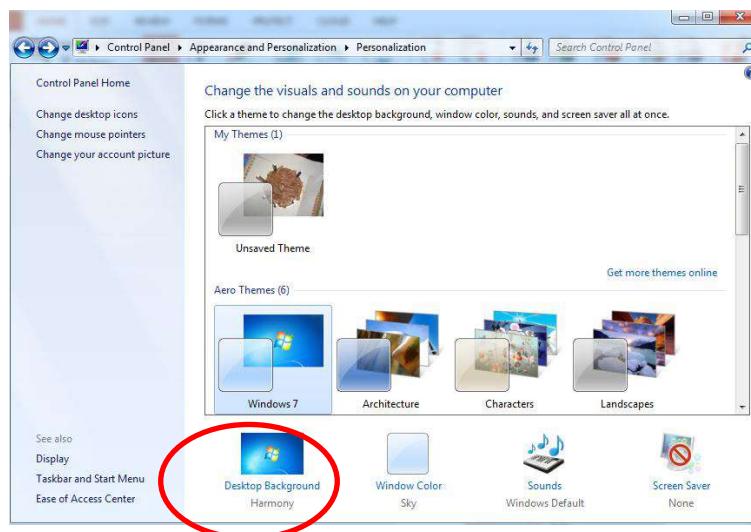 Control Panel ▸ Appearance and Personalization ▸ Personalization
Search Control Panel
Control Panel Home
Change desktop icons
Change mouse pointers
Change your account picture
Change the visuals and sounds on your computer
Click a theme to change the desktop background, window color, sounds, and screen saver all at once.
My Themes (1)
Unsaved Theme
Get more themes online
Aero Themes (6)
Windows 7
Architecture
Characters
Landscapes
See also
Display
Taskbar and Start Menu
Ease of Access Center
Desktop Background
Harmony
Window Color
Sky
Sounds
Windows Default
Screen Saver
None